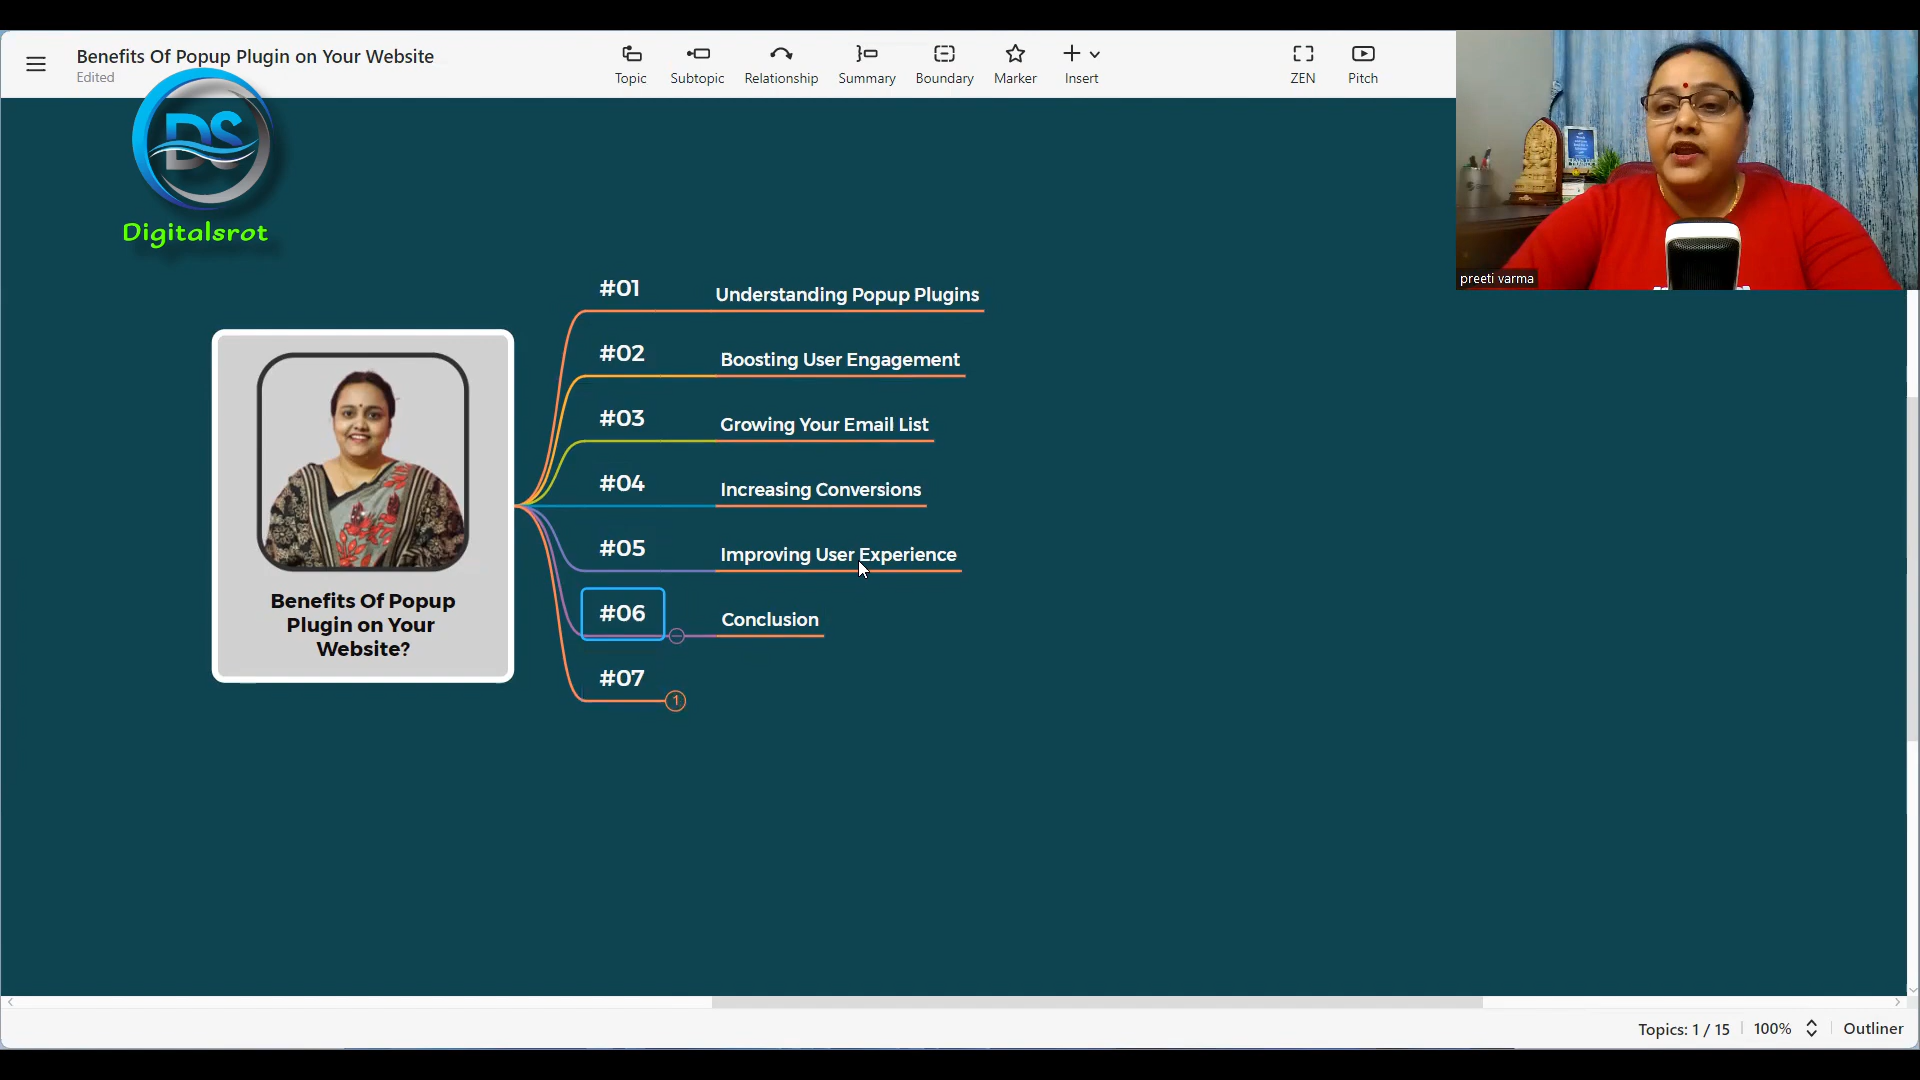 Benefits Of Popup Plugin on Your Website
Edited
Topic
Subtopic
Relationship
Summary
Boundary
Marker
Insert
ZEN
Pitch
DS
Digitalsrot
preeti varma
#01 Understanding Popup Plugins
#02 Boosting User Engagement
#03 Growing Your Email List
#04 Increasing Conversions
#05 Improving User Experience
#06 Conclusion
#07 1
Benefits Of Popup
Plugin on Your
Website?
Topics: 1 / 15
100%
Outliner